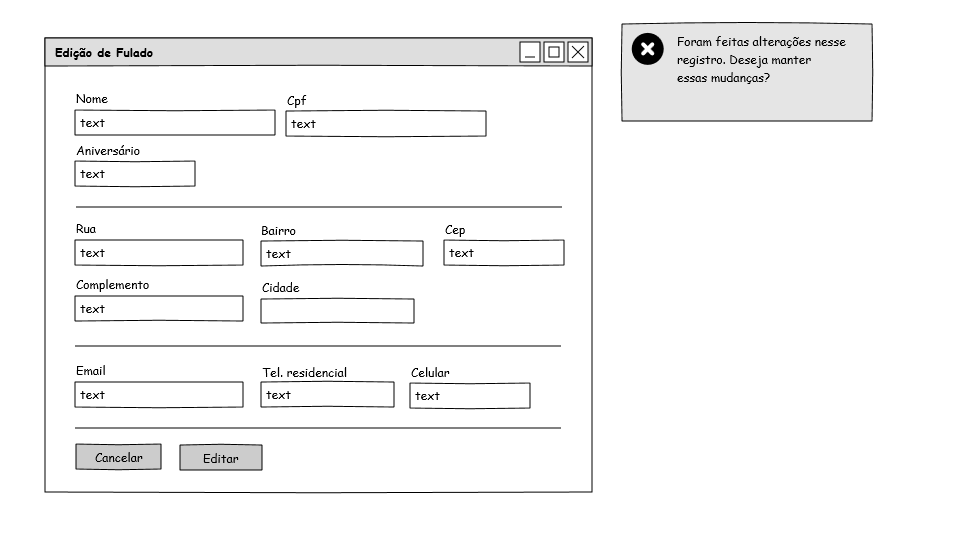 Edição de Fulado
Foram feitas alterações nesse
registro. Deseja manter
essas mudanças?
Nome
Cpf
text
text
Aniversário
text
Rua
Bairro
Cep
text
text
text
Complemento
Cidade
text
Email
Tel. residencial
Celular
text
text
text
Cancelar
Editar